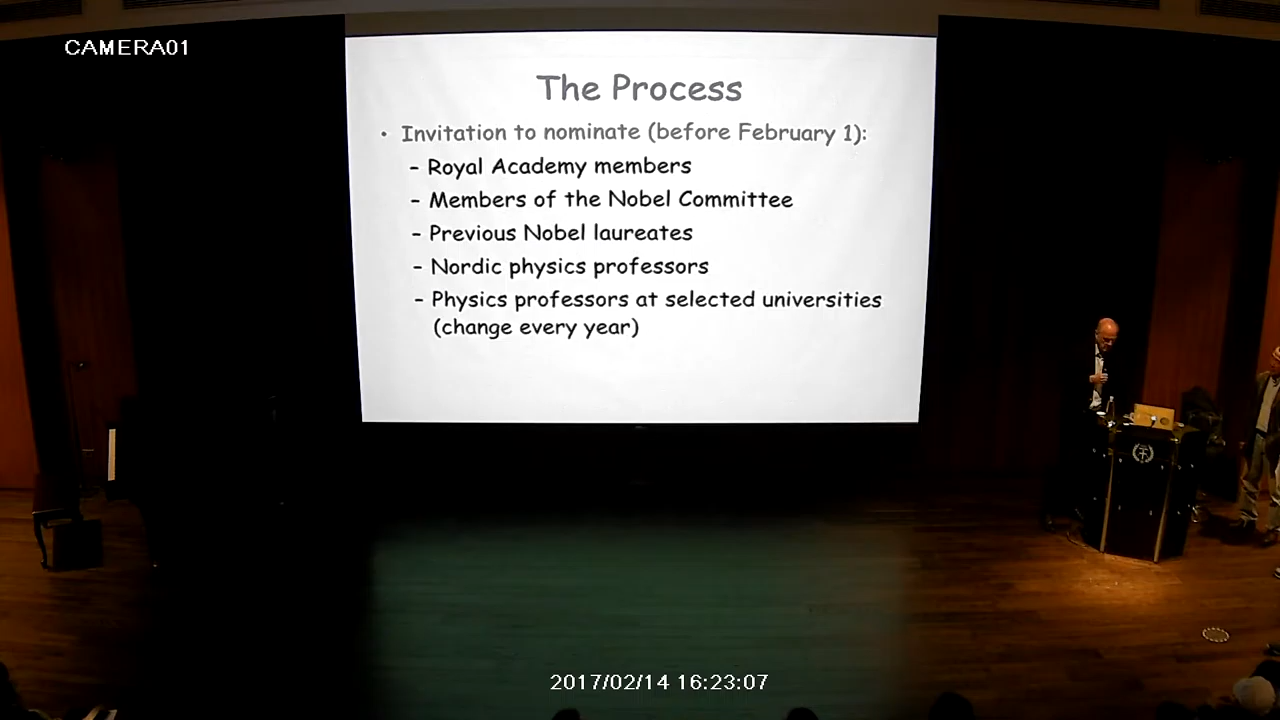 CAMERA01
The Process
• Invitation to nominate (before February 1):
– Royal Academy members
– Members of the Nobel Committee
– Previous Nobel laureates
– Nordic physics professors
– Physics professors at selected universities
(change every year)
2017/02/14 16:23:07